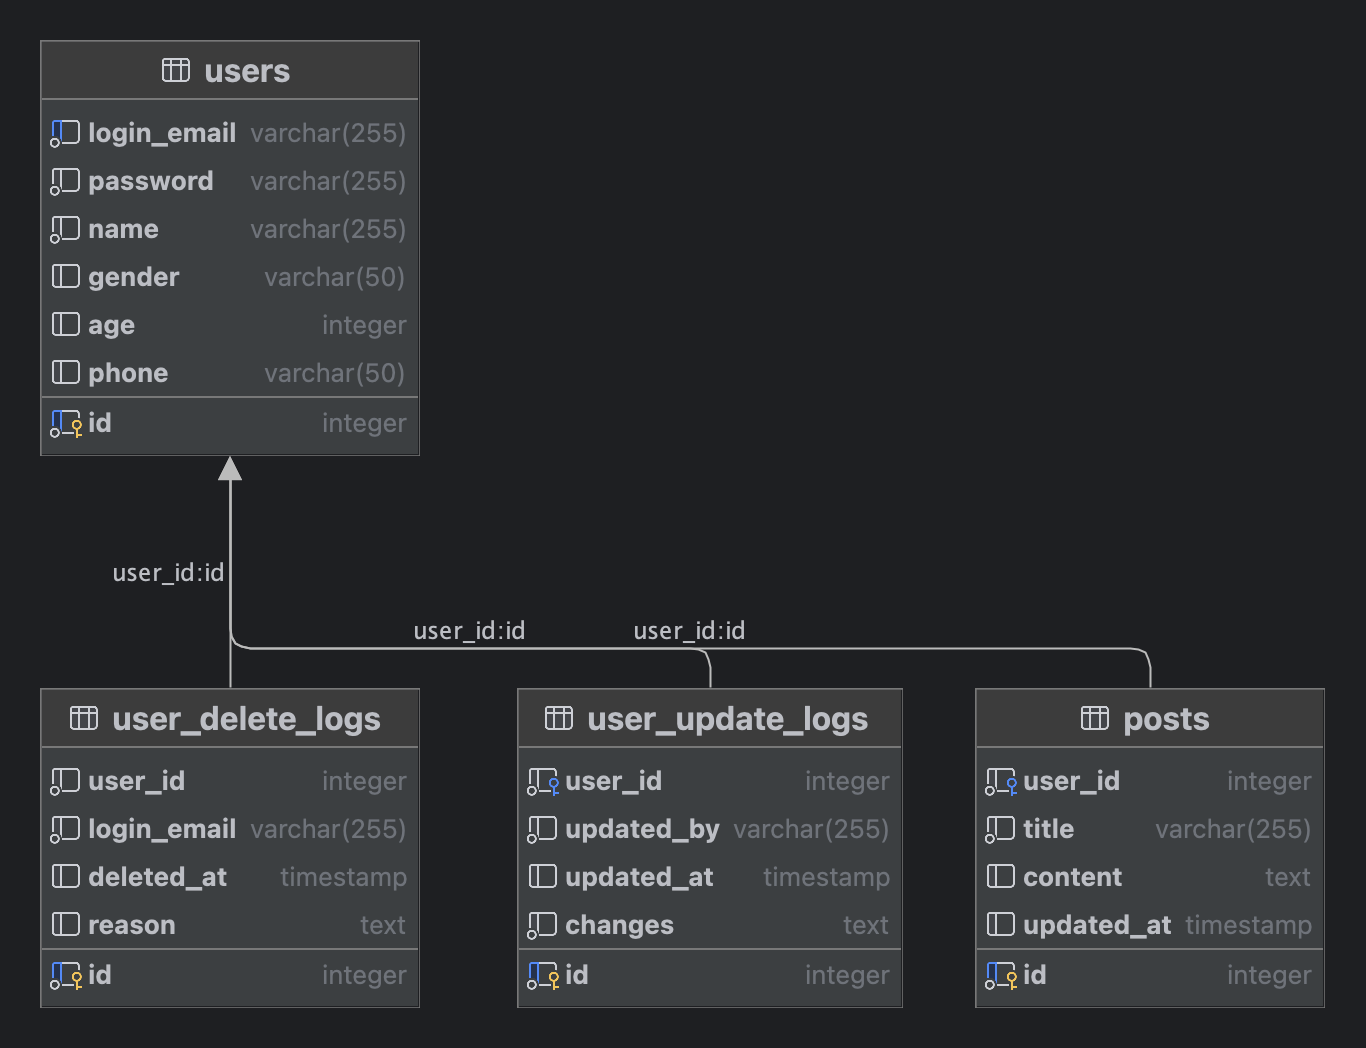 users
login_email varchar(255)
password varchar(255)
name varchar(255)
gender varchar(50)
age integer
phone varchar(50)
id integer
user_id:id
user_id:id
user_id:id
user_delete_logs
user_id integer
login_email varchar(255)
deleted_at timestamp
reason text
id integer
user_update_logs
user_id integer
updated_by varchar(255)
updated_at timestamp
changes text
id integer
posts
user_id integer
title varchar(255)
content text
updated_at timestamp
id integer